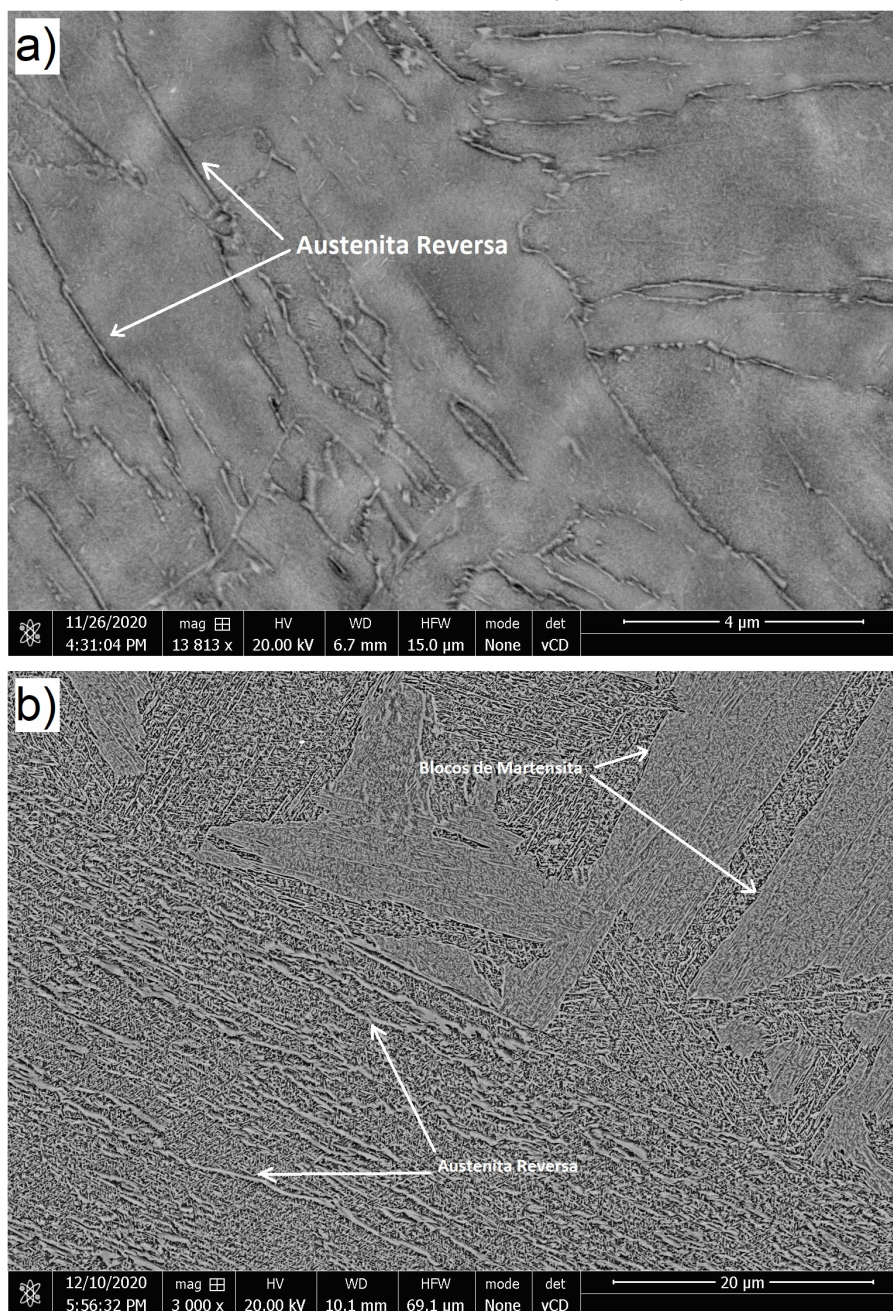 a)
Austenita Reversa
11/26/2020 mag HV WD HFW mode det 4 µm
4:31:04 PM 13 813 x 20.00 kV 6.7 mm 15.0 µm None vCD
b)
Blocos de Martensita
Austenita Reversa
12/10/2020 mag HV WD HFW mode det 20 µm
5:56:32 PM 3 000 x 20.00 kV 10.1 mm 69.1 µm None vCD